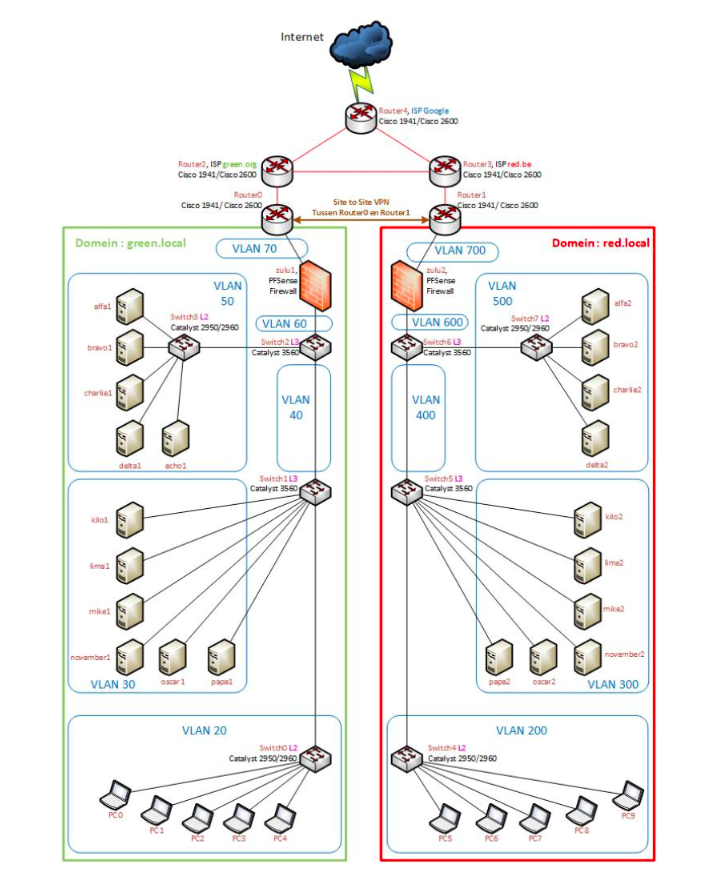 Internet
Router4, ISP Google
Cisco 1941/Cisco 2600
Router2, ISP green.org
Cisco 1941/Cisco 2600
Router3, ISP red.be
Cisco 1941/Cisco 2600
Router0
Cisco 1941/ Cisco 2600
Site to Site VPN
Tussen Router0 en Router1
Router1
Cisco 1941/ Cisco 2600
Domein : green.local
VLAN 70
zulu1,
PFSense
Firewall
VLAN
50
alfa1
bravo1
charlie1
delta1
echo1
Switch3 L2
Catalyst 2950/2960
VLAN 60
Switch2 L3
Catalyst 3560
VLAN
40
Switch1 L3
Catalyst 3560
kilo1
lima1
mike1
november1
oscar1
papa1
VLAN 30
VLAN 20
Switch0 L2
Catalyst 2950/2960
PC0
PC1
PC2
PC3
PC4
Domein : red.local
VLAN 700
zulu2,
PFSense
Firewall
VLAN
500
Switch7 L2
Catalyst 2950/2960
alfa2
bravo2
charlie2
delta2
VLAN 600
Switch6 L3
Catalyst 3560
VLAN
400
Switch5 L3
Catalyst 3560
kilo2
lima2
mike2
november2
papa2
oscar2
VLAN 300
VLAN 200
Switch4 L2
Catalyst 2950/2960
PC5
PC6
PC7
PC8
PC9